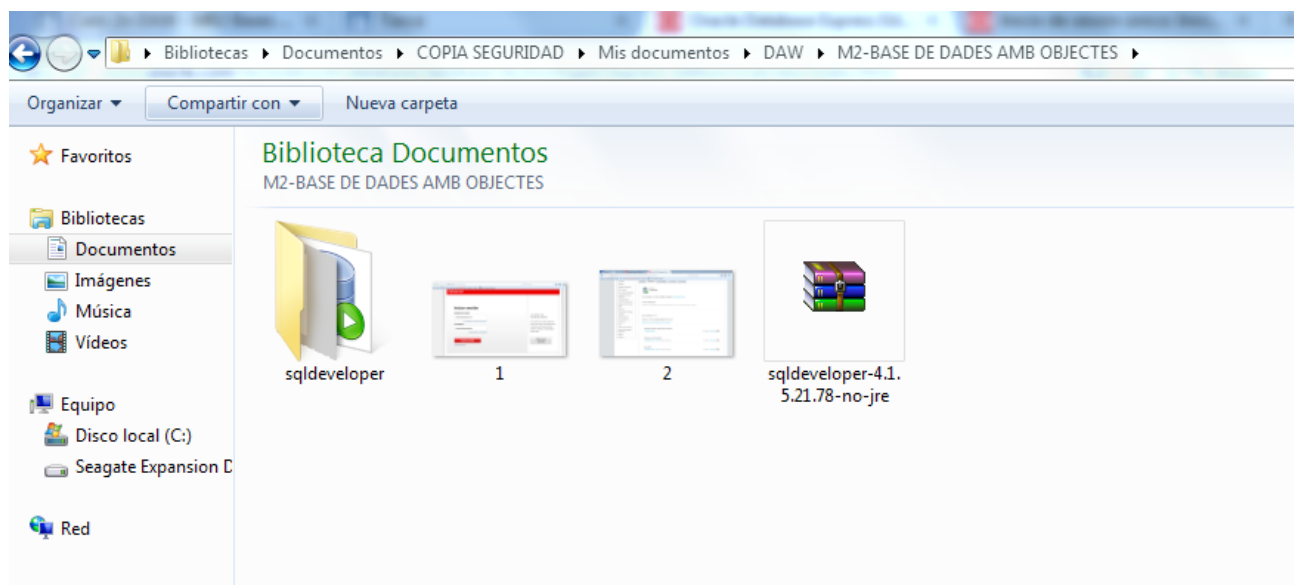 Bibliotecas ▸ Documentos ▸ COPIA SEGURIDAD ▸ Mis documentos ▸ DAW ▸ M2-BASE DE DADES AMB OBJECTES ▸
Organizar Compartir con Nueva carpeta
Favoritos
Bibliotecas
Documentos
Imágenes
Música
Vídeos
Equipo
Disco local (C:)
Seagate Expansion D
Red
Biblioteca Documentos
M2-BASE DE DADES AMB OBJECTES
sqldeveloper
1
2
sqldeveloper-4.1.
5.21.78-no-jre